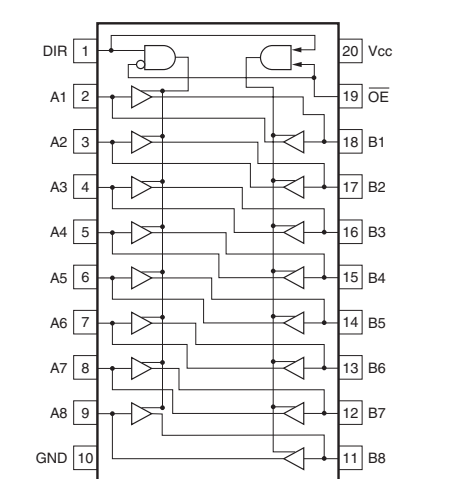 DIR 1 20 Vcc
A1 2 19 OE
A2 3 18 B1
A3 4 17 B2
A4 5 16 B3
A5 6 15 B4
A6 7 14 B5
A7 8 13 B6
A8 9 12 B7
GND 10 11 B8